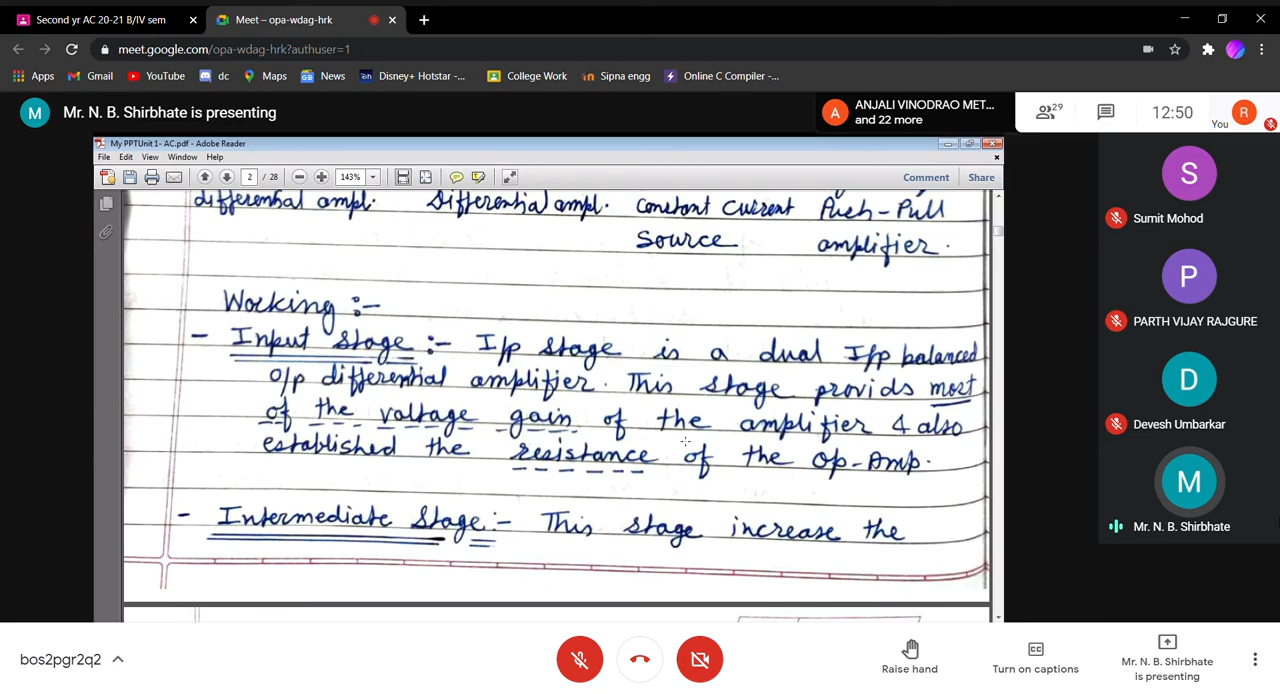 Second yr AC 20-21 B/IV sem
Meet – opa-wdag-hrk
meet.google.com/opa-wdag-hrk?authuser=1
Apps Gmail YouTube dc Maps News Disney+ Hotstar -... College Work Sipna engg Online C Compiler -...
M Mr. N. B. Shirbhate is presenting
A ANJALI VINODRAO MET...
and 22 more
29
12:50
You
R
My PPTUnit 1- AC.pdf - Adobe Reader
File Edit View Window Help
2 / 28 143% Comment Share
differential ampl. Differential ampl. Constant Current Push-Pull
Source amplifier.
Working :-
- Input Stage :- I/p stage is a dual I/p balanced
o/p differential amplifier. This stage provids most
of the voltage gain of the amplifier & also
established the resistance of the Op-Amp.
- Intermediate Stage :- This stage increase the
S
Sumit Mohod
P
PARTH VIJAY RAJGURE
D
Devesh Umbarkar
M
Mr. N. B. Shirbhate
bos2pgr2q2
Raise hand
CC
Turn on captions
Mr. N. B. Shirbhate
is presenting